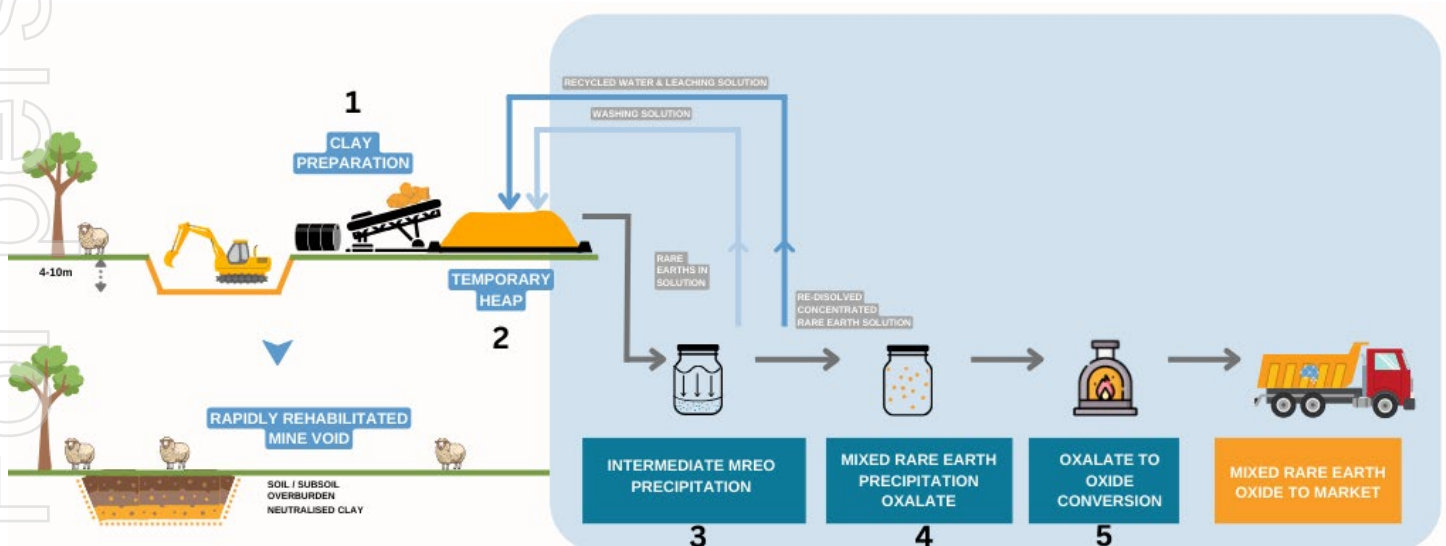 RECYCLED WATER & LEACHING SOLUTION
WASHING SOLUTION
1
CLAY
PREPARATION
4-10m
TEMPORARY
HEAP
2
RARE
EARTHS IN
SOLUTION
RE-DISOLVED
CONCENTRATED
RARE EARTH SOLUTION
RAPIDLY REHABILITATED
MINE VOID
SOIL / SUBSOIL
OVERBURDEN
NEUTRALISED CLAY
INTERMEDIATE MREO
PRECIPITATION
3
MIXED RARE EARTH
PRECIPITATION
OXALATE
4
OXALATE TO
OXIDE
CONVERSION
5
MIXED RARE EARTH
OXIDE TO MARKET